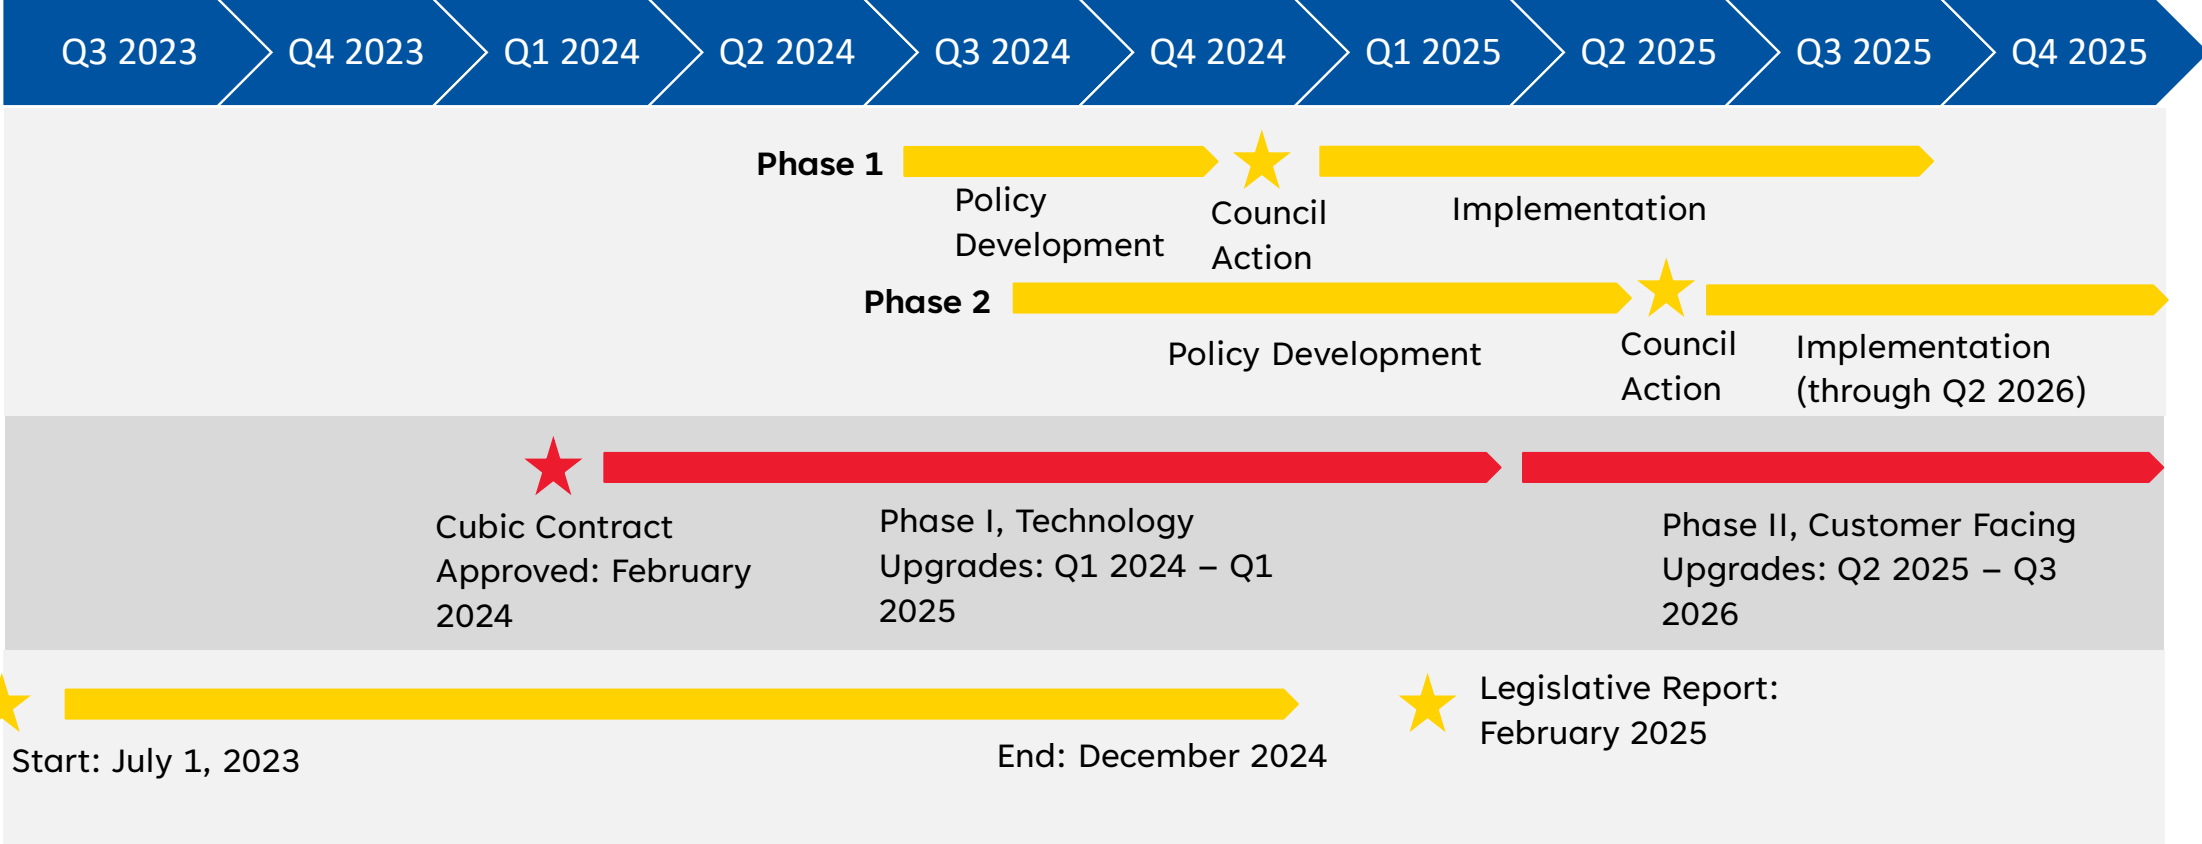 Q3 2023
Q4 2023
Q1 2024
Q2 2024
Q3 2024
Q4 2024
Q1 2025
Q2 2025
Q3 2025
Q4 2025
Phase 1
Policy
Development
Council
Action
Implementation
Phase 2
Policy Development
Council
Action
Implementation
(through Q2 2026)
Cubic Contract
Approved: February
2024
Phase I, Technology
Upgrades: Q1 2024 – Q1
2025
Phase II, Customer Facing
Upgrades: Q2 2025 – Q3
2026
Start: July 1, 2023
End: December 2024
Legislative Report:
February 2025